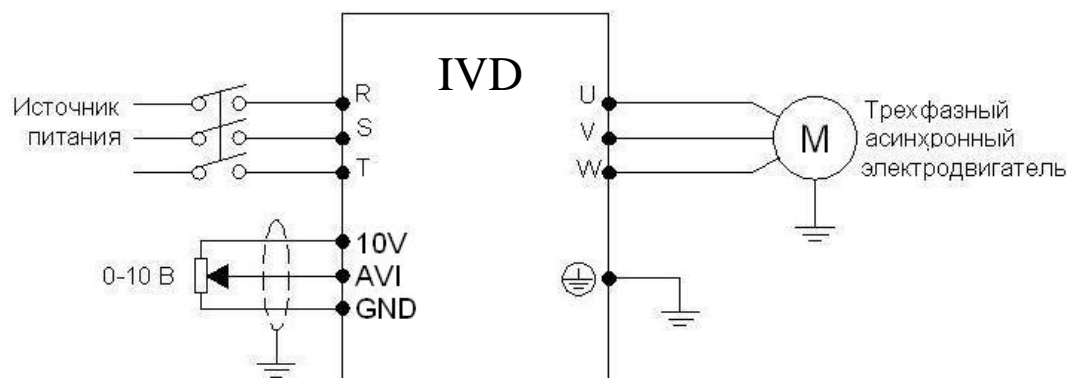 IVD
Источник
питания
R
S
T
U
V
W
M
Трехфазный
асинхронный
электродвигатель
0-10 В
10V
AVI
GND